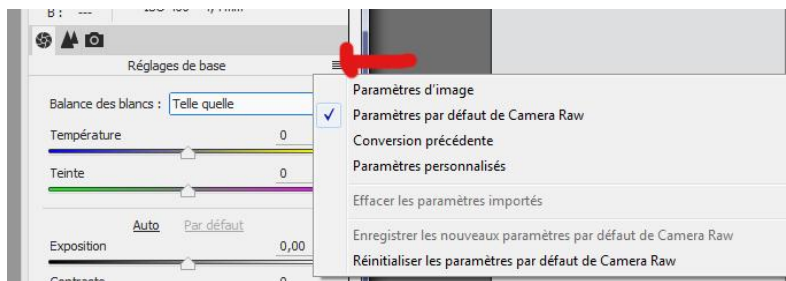 B : ---
Réglages de base
Balance des blancs : Telle quelle
Température 0
Teinte 0
Auto Par défaut
Exposition 0,00
Paramètres d'image
Paramètres par défaut de Camera Raw
Conversion précédente
Paramètres personnalisés
Effacer les paramètres importés
Enregistrer les nouveaux paramètres par défaut de Camera Raw
Réinitialiser les paramètres par défaut de Camera Raw